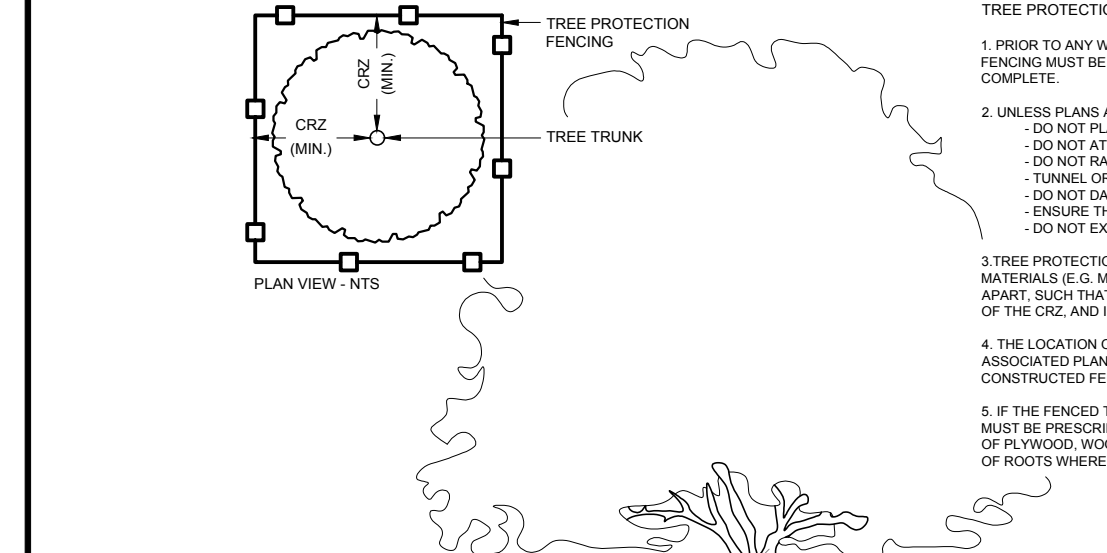 TREE PROTECTION
FENCING
CRZ
(MIN.)
CRZ
(MIN.)
TREE TRUNK
PLAN VIEW - NTS
TREE PROTECTIO
1. PRIOR TO ANY W
FENCING MUST BE
COMPLETE.
2. UNLESS PLANS A
- DO NOT PL
- DO NOT AT
- DO NOT RA
- TUNNEL OR
- DO NOT DA
- ENSURE TH
- DO NOT EX
3.TREE PROTECTIO
MATERIALS (E.G. M
APART, SUCH THAT
OF THE CRZ, AND I
4. THE LOCATION O
ASSOCIATED PLAN
CONSTRUCTED FE
5. IF THE FENCED T
MUST BE PRESCRI
OF PLYWOOD, WOO
OF ROOTS WHERE